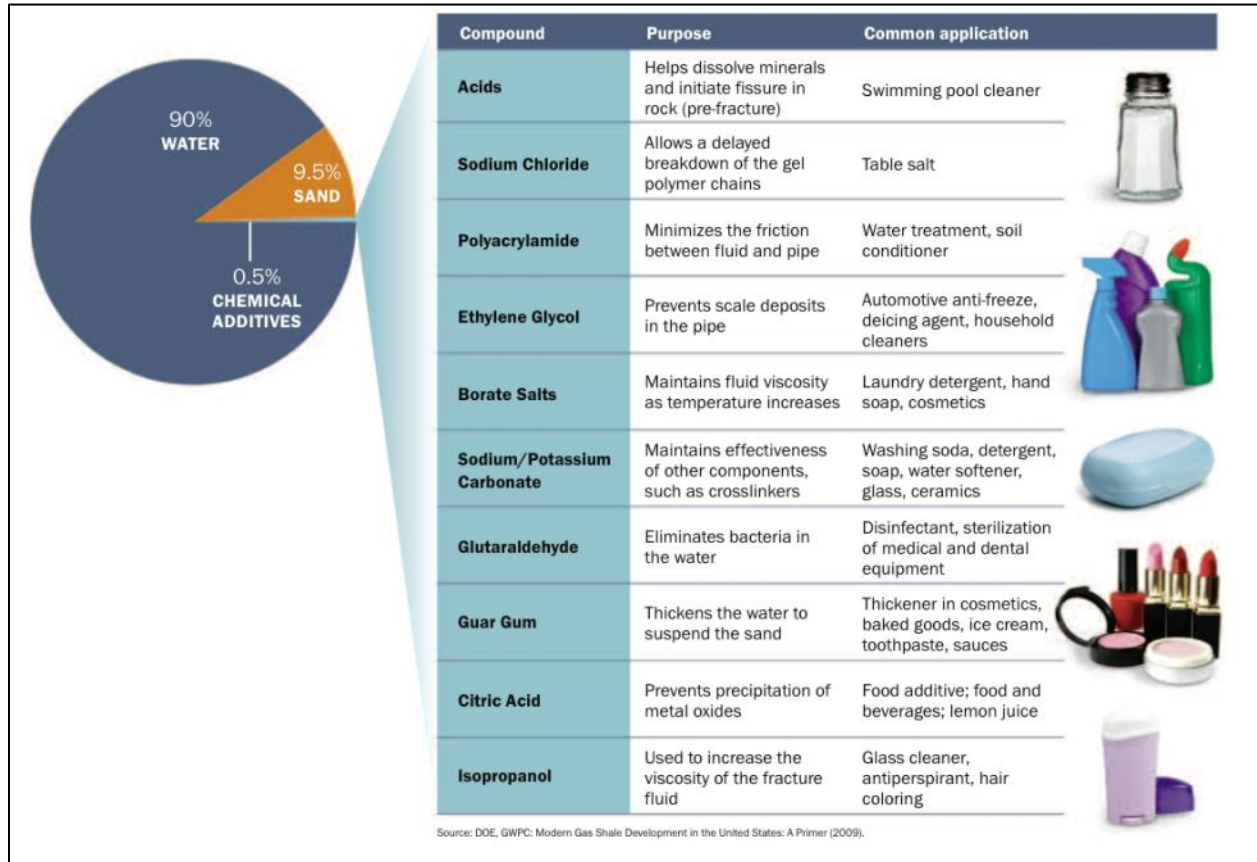 90%
WATER
9.5%
SAND
0.5%
CHEMICAL
ADDITIVES
Compound Purpose Common application
Acids
Helps dissolve minerals
and initiate fissure in
rock (pre-fracture)
Swimming pool cleaner
Sodium Chloride
Allows a delayed
breakdown of the gel
polymer chains
Table salt
Polyacrylamide
Minimizes the friction
between fluid and pipe
Water treatment, soil
conditioner
Ethylene Glycol
Prevents scale deposits
in the pipe
Automotive anti-freeze,
deicing agent, household
cleaners
Borate Salts
Maintains fluid viscosity
as temperature increases
Laundry detergent, hand
soap, cosmetics
Sodium/Potassium
Carbonate
Maintains effectiveness
of other components,
such as crosslinkers
Washing soda, detergent,
soap, water softener,
glass, ceramics
Glutaraldehyde
Eliminates bacteria in
the water
Disinfectant, sterilization
of medical and dental
equipment
Guar Gum
Thickens the water to
suspend the sand
Thickener in cosmetics,
baked goods, ice cream,
toothpaste, sauces
Citric Acid
Prevents precipitation of
metal oxides
Food additive; food and
beverages; lemon juice
Isopropanol
Used to increase the
viscosity of the fracture
fluid
Glass cleaner,
antiperspirant, hair
coloring
Source: DOE, GWPC: Modern Gas Shale Development in the United States: A Primer (2009).